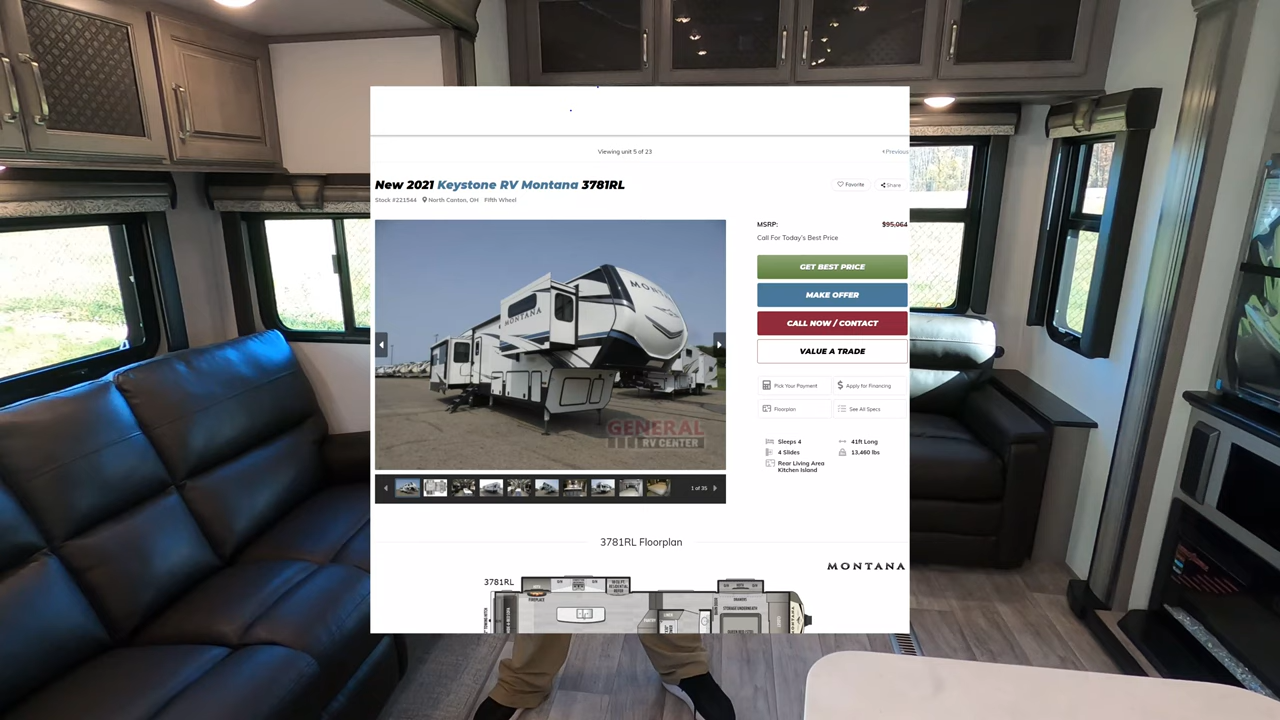 Viewing unit 5 of 23
Previous
New 2021 Keystone RV Montana 3781RL
Favorite
Share
Stock #221544 North Canton, OH Fifth Wheel
MSRP: $95,064
Call For Today's Best Price
GET BEST PRICE
MAKE OFFER
CALL NOW / CONTACT
VALUE A TRADE
Pick Your Payment
Apply for Financing
Floorplan
See All Specs
Sleeps 4
41ft Long
4 Slides
13,460 lbs
Rear Living Area
Kitchen Island
MONTANA
MONTANA
GENERAL
RV CENTER
1 of 35
3781RL Floorplan
MONTANA
3781RL
FIREPLACE